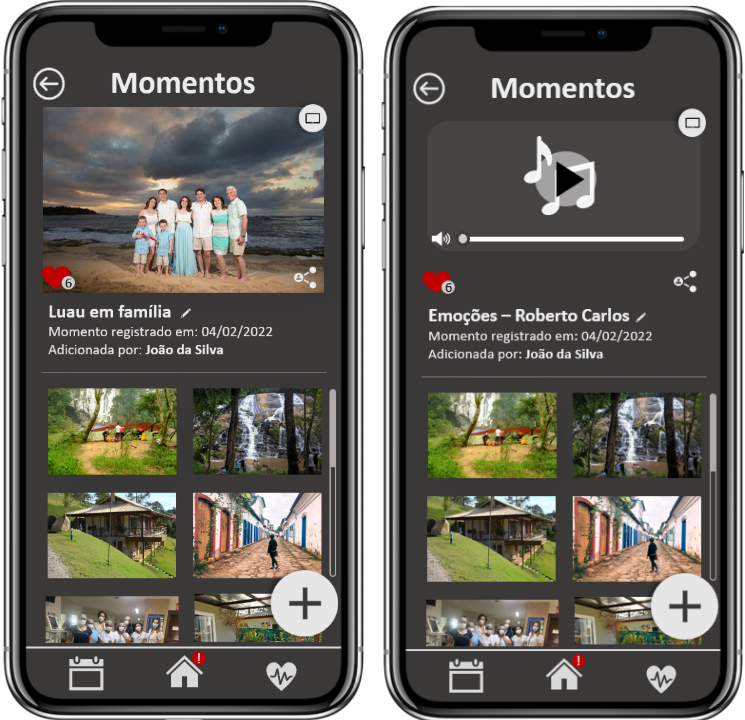 Momentos
6
Luau em família
Momento registrado em: 04/02/2022
Adicionada por: João da Silva
!
Momentos
6
Emoções – Roberto Carlos
Momento registrado em: 04/02/2022
Adicionada por: João da Silva
!